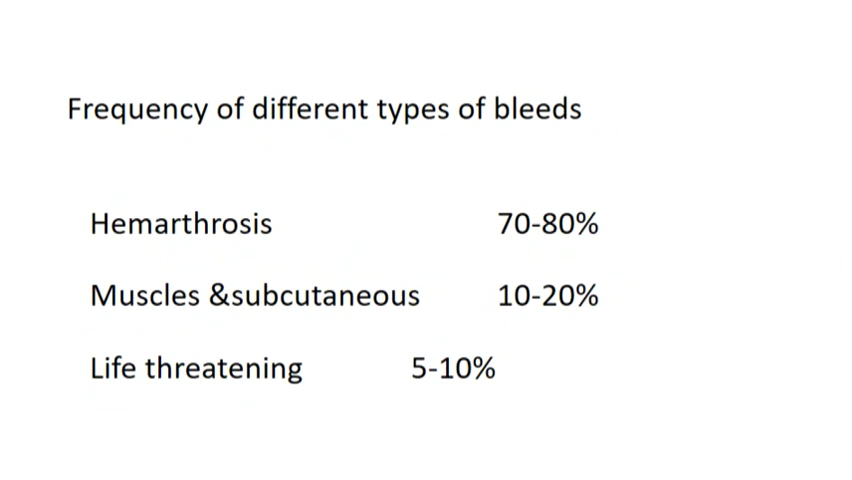 Frequency of different types of bleeds
Hemarthrosis 70-80%
Muscles &subcutaneous 10-20%
Life threatening 5-10%